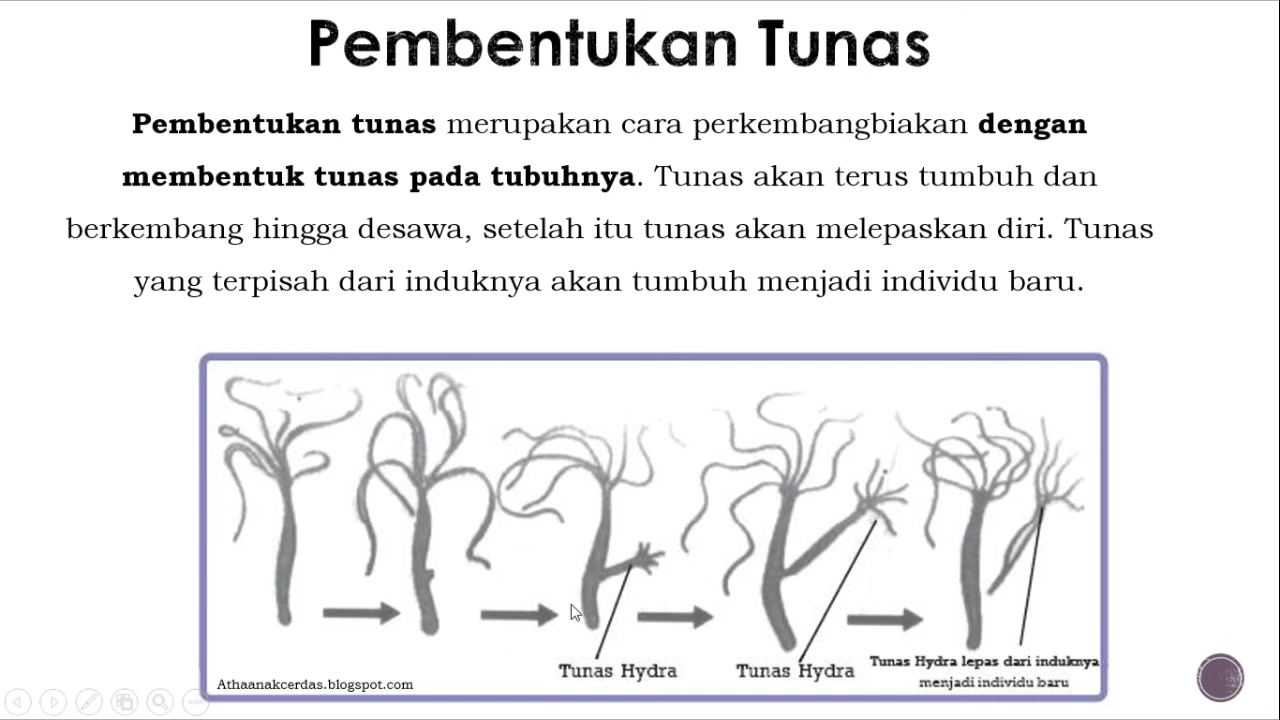 Pembentukan Tunas
Pembentukan tunas merupakan cara perkembangbiakan dengan
membentuk tunas pada tubuhnya. Tunas akan terus tumbuh dan
berkembang hingga desawa, setelah itu tunas akan melepaskan diri. Tunas
yang terpisah dari induknya akan tumbuh menjadi individu baru.
Tunas Hydra
Tunas Hydra
Tunas Hydra lepas dari induknya
menjadi individu baru
Athaanakcerdas.blogspot.com